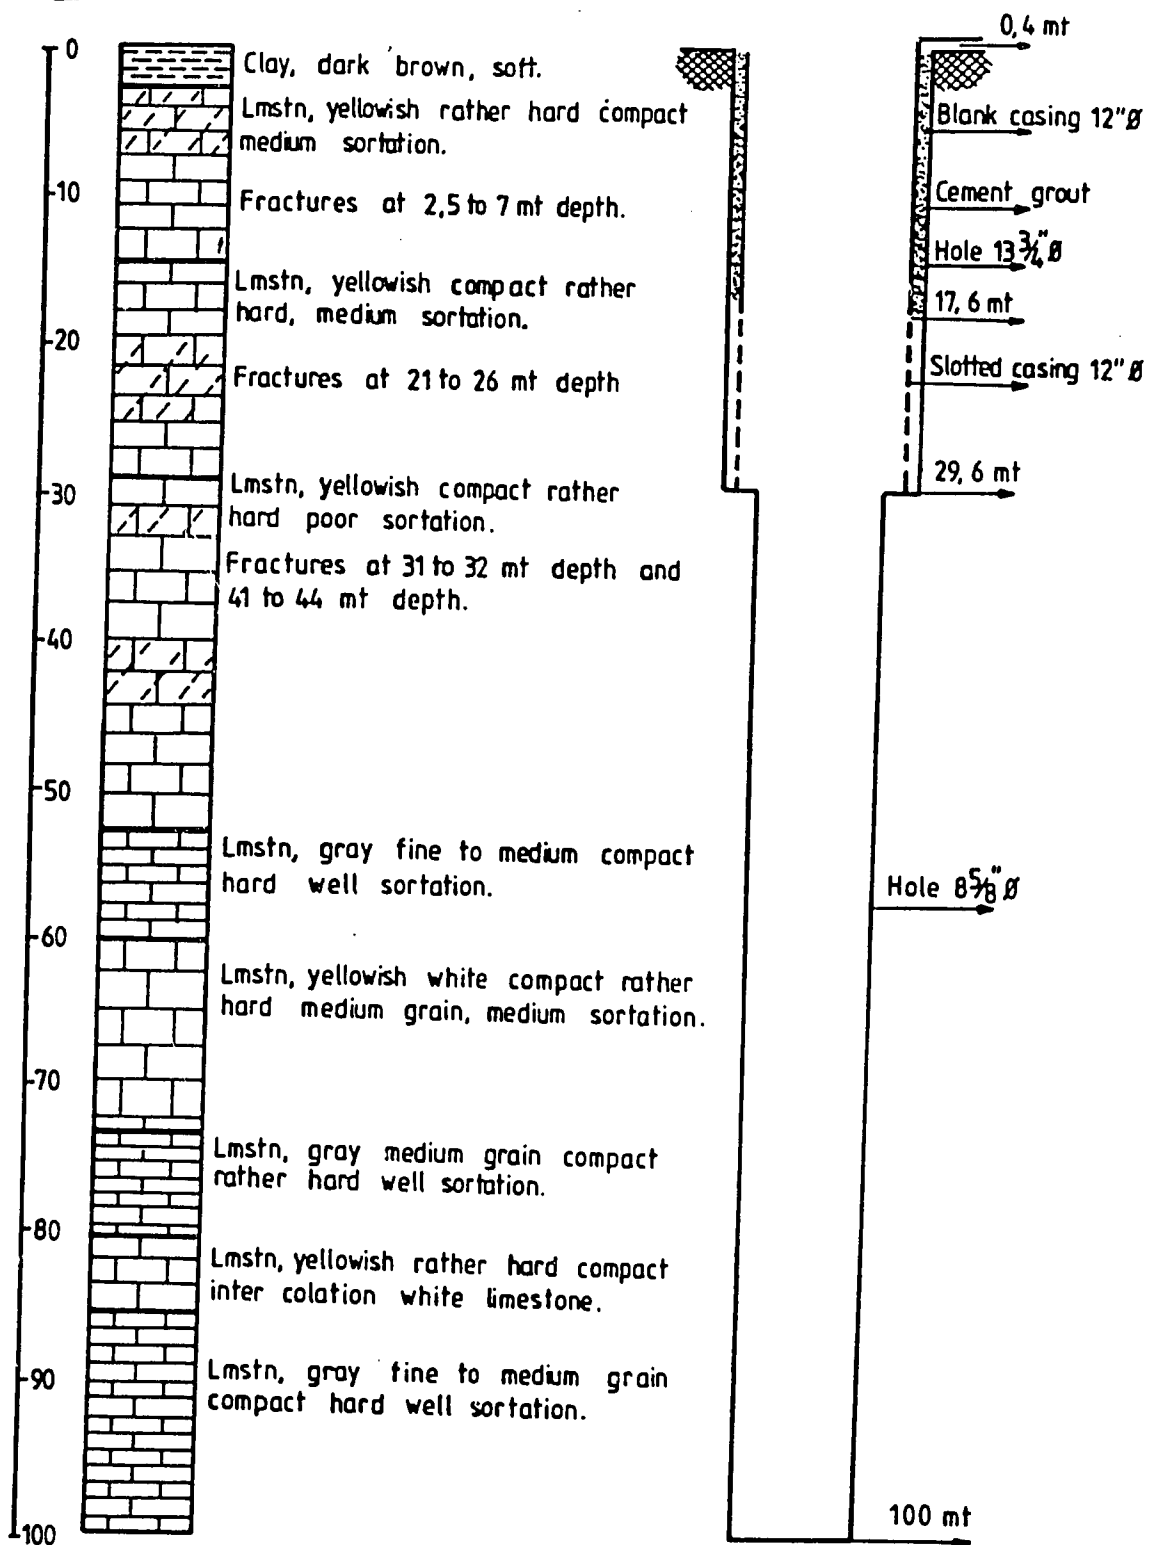 0
Clay, dark brown, soft.
Lmstn, yellowish rather hard compact
medium sortation.
-10
Fractures at 2,5 to 7 mt depth.
Lmstn, yellowish compact rather
hard, medium sortation.
-20
Fractures at 21 to 26 mt depth
-30
Lmstn, yellowish compact rather
hard poor sortation.
Fractures at 31 to 32 mt depth and
41 to 44 mt depth.
-40
-50
Lmstn, gray fine to medium compact
hard well sortation.
-60
Lmstn, yellowish white compact rather
hard medium grain, medium sortation.
-70
Lmstn, gray medium grain compact
rather hard well sortation.
-80
Lmstn, yellowish rather hard compact
inter colation white limestone.
-90
Lmstn, gray fine to medium grain
compact hard well sortation.
-100
0,4 mt
Blank casing 12"Ø
Cement grout
Hole 13 3/4"Ø
17,6 mt
Slotted casing 12"Ø
29,6 mt
Hole 8 5/8"Ø
100 mt